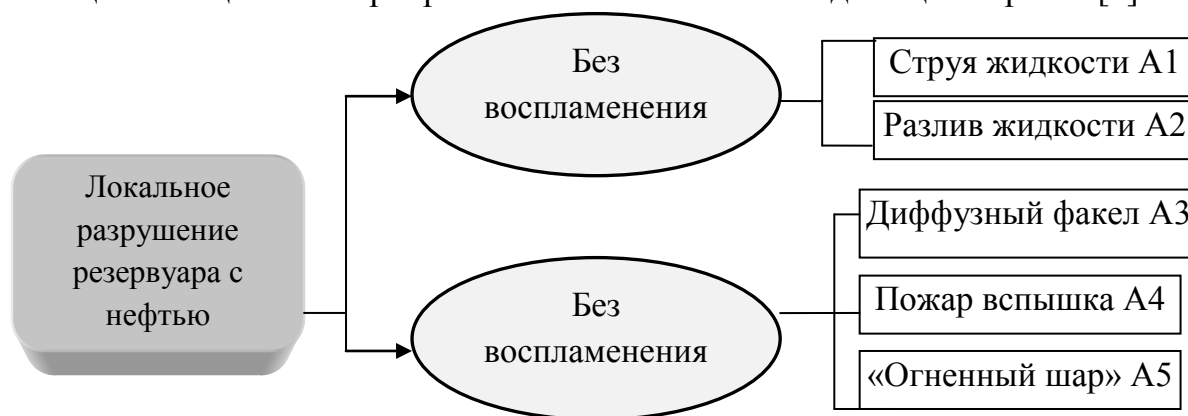 Локальное
разрушение
резервуара с
нефтью
Без
воспламенения
Струя жидкости А1
Разлив жидкости А2
Без
воспламенения
Диффузный факел А3
Пожар вспышка А4
«Огненный шар» А5